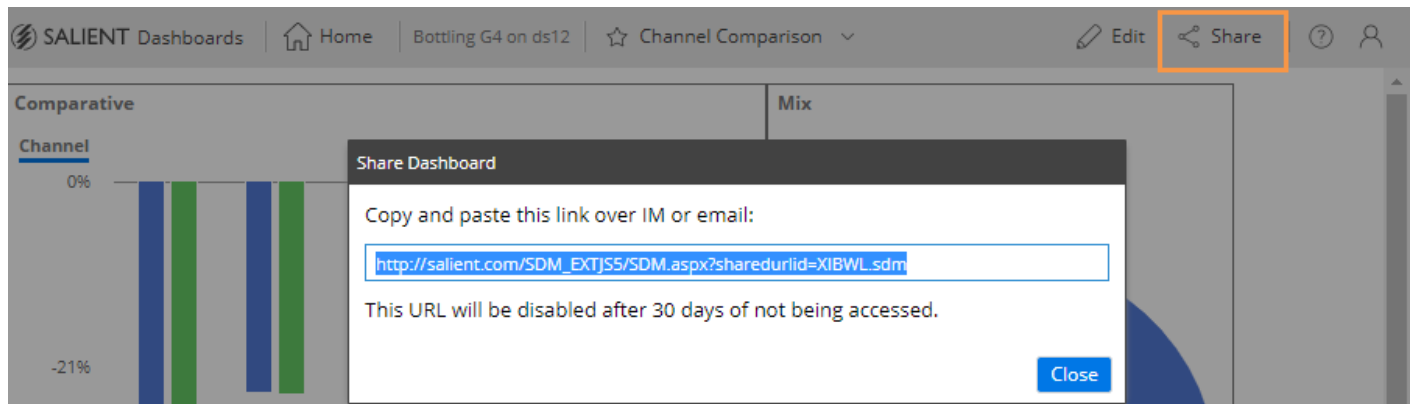 SALIENT Dashboards Home Bottling G4 on ds12 Channel Comparison Edit Share ?
Comparative Mix
Channel
Share Dashboard
0%
Copy and paste this link over IM or email:
http://salient.com/SDM_EXTJS5/SDM.aspx?sharedurlid=XIBWL.sdm
This URL will be disabled after 30 days of not being accessed.
-21%
Close